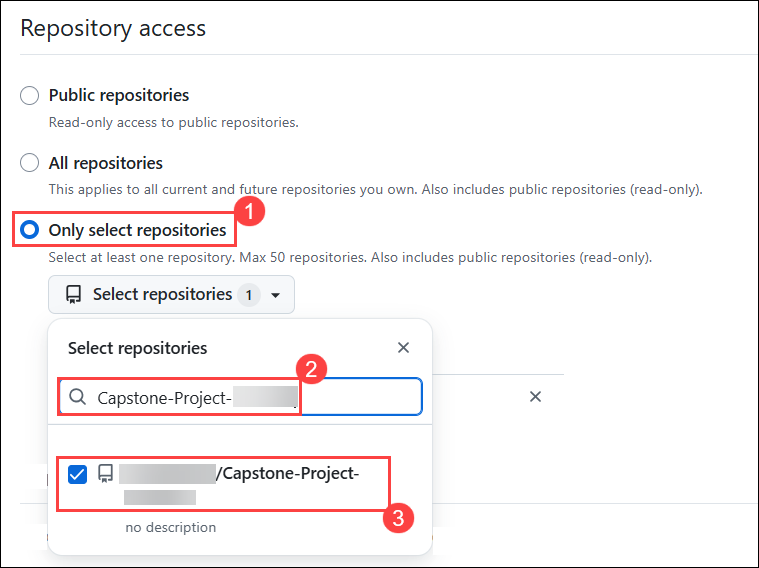 Repository access
Public repositories
Read-only access to public repositories.
All repositories
This applies to all current and future repositories you own. Also includes public repositories (read-only).
1
Only select repositories
Select at least one repository. Max 50 repositories. Also includes public repositories (read-only).
Select repositories 1
Select repositories
2
Capstone-Project-
/Capstone-Project-
3
no description